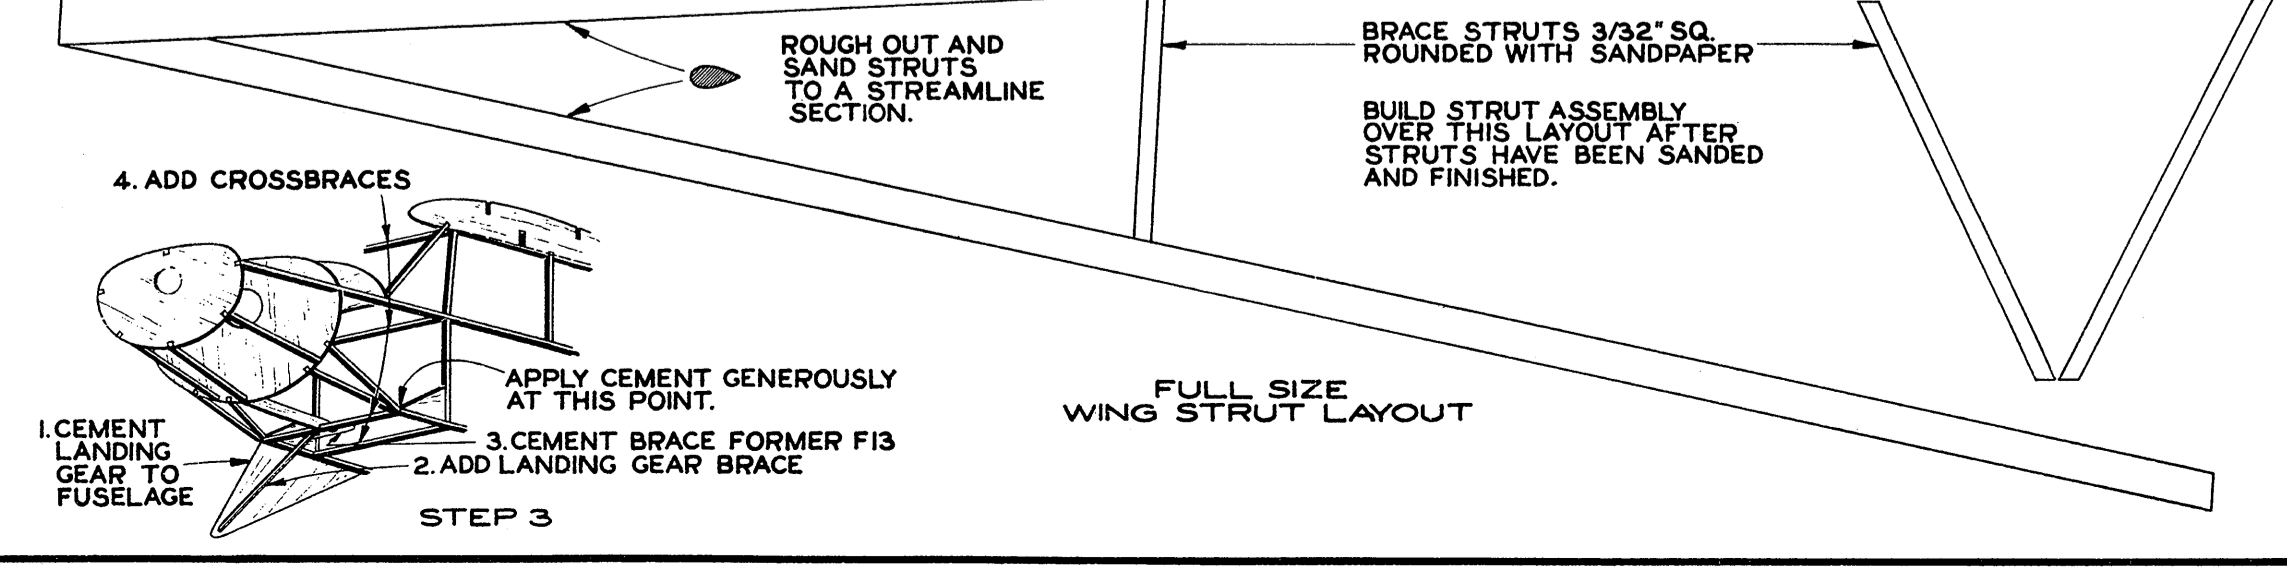 ROUGH OUT AND
SAND STRUTS
TO A STREAMLINE
SECTION.
BRACE STRUTS 3/32" SQ.
ROUNDED WITH SANDPAPER
BUILD STRUT ASSEMBLY
OVER THIS LAYOUT AFTER
STRUTS HAVE BEEN SANDED
AND FINISHED.
4. ADD CROSSBRACES
APPLY CEMENT GENEROUSLY
AT THIS POINT.
1. CEMENT
LANDING
GEAR TO
FUSELAGE
3. CEMENT BRACE FORMER F13
2. ADD LANDING GEAR BRACE
STEP 3
FULL SIZE
WING STRUT LAYOUT